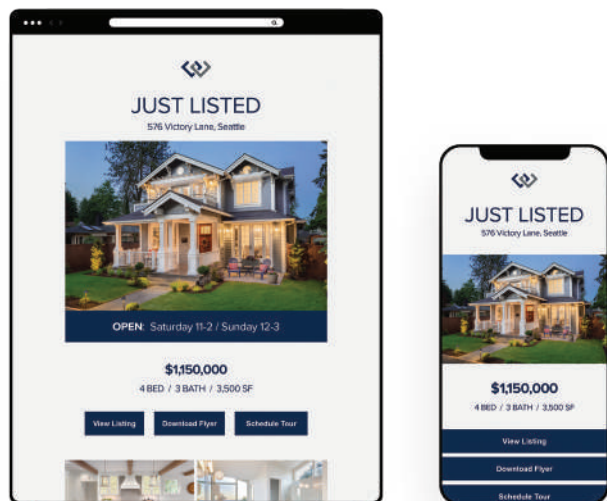 JUST LISTED
576 Victory Lane, Seattle
OPEN: Saturday 11-2 / Sunday 12-3
$1,150,000
4 BED / 3 BATH / 3,500 SF
View Listing Download Flyer Schedule Tour
JUST LISTED
576 Victory Lane, Seattle
$1,150,000
4 BED / 3 BATH / 3,500 SF
View Listing
Download Flyer
Schedule Tour